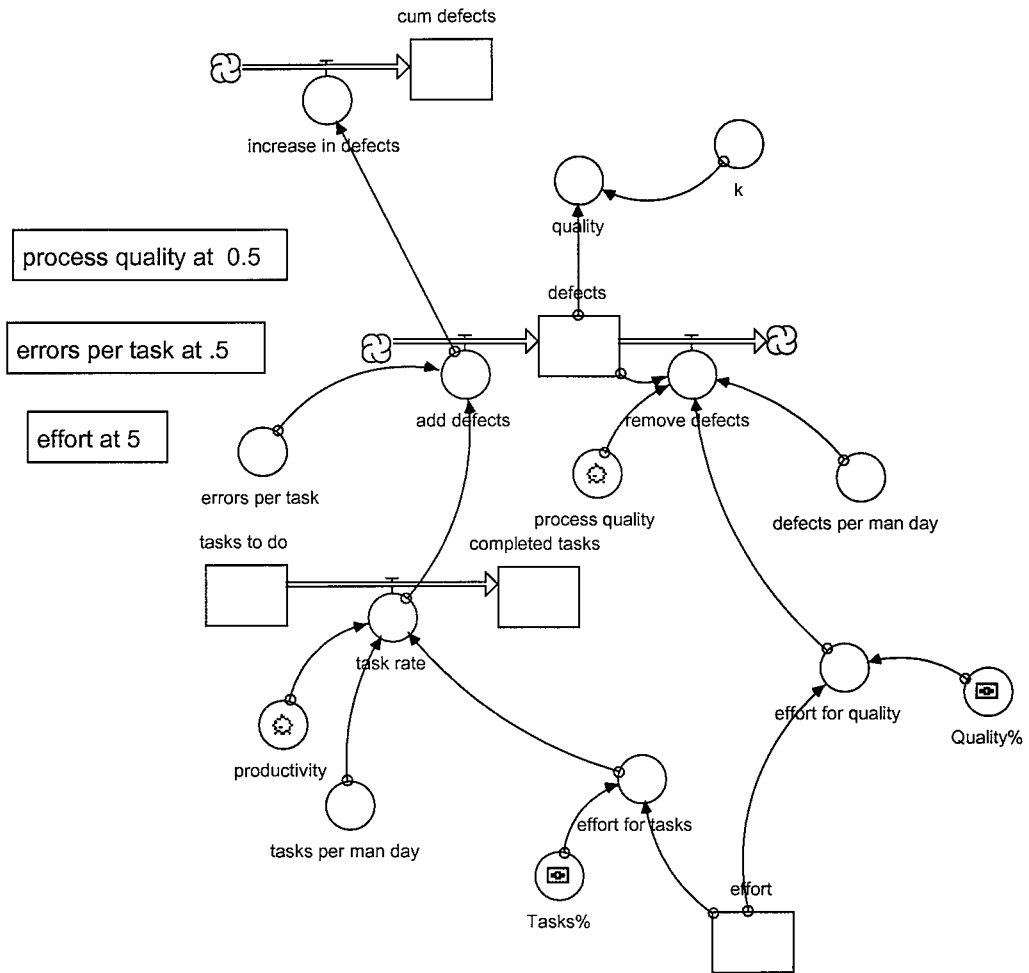 cum defects
increase in defects
k
quality
process quality at 0.5
defects
errors per task at .5
add defects
remove defects
effort at 5
errors per task
process quality
defects per man day
tasks to do
completed tasks
task rate
effort for quality
Quality%
productivity
effort for tasks
tasks per man day
effort
Tasks%